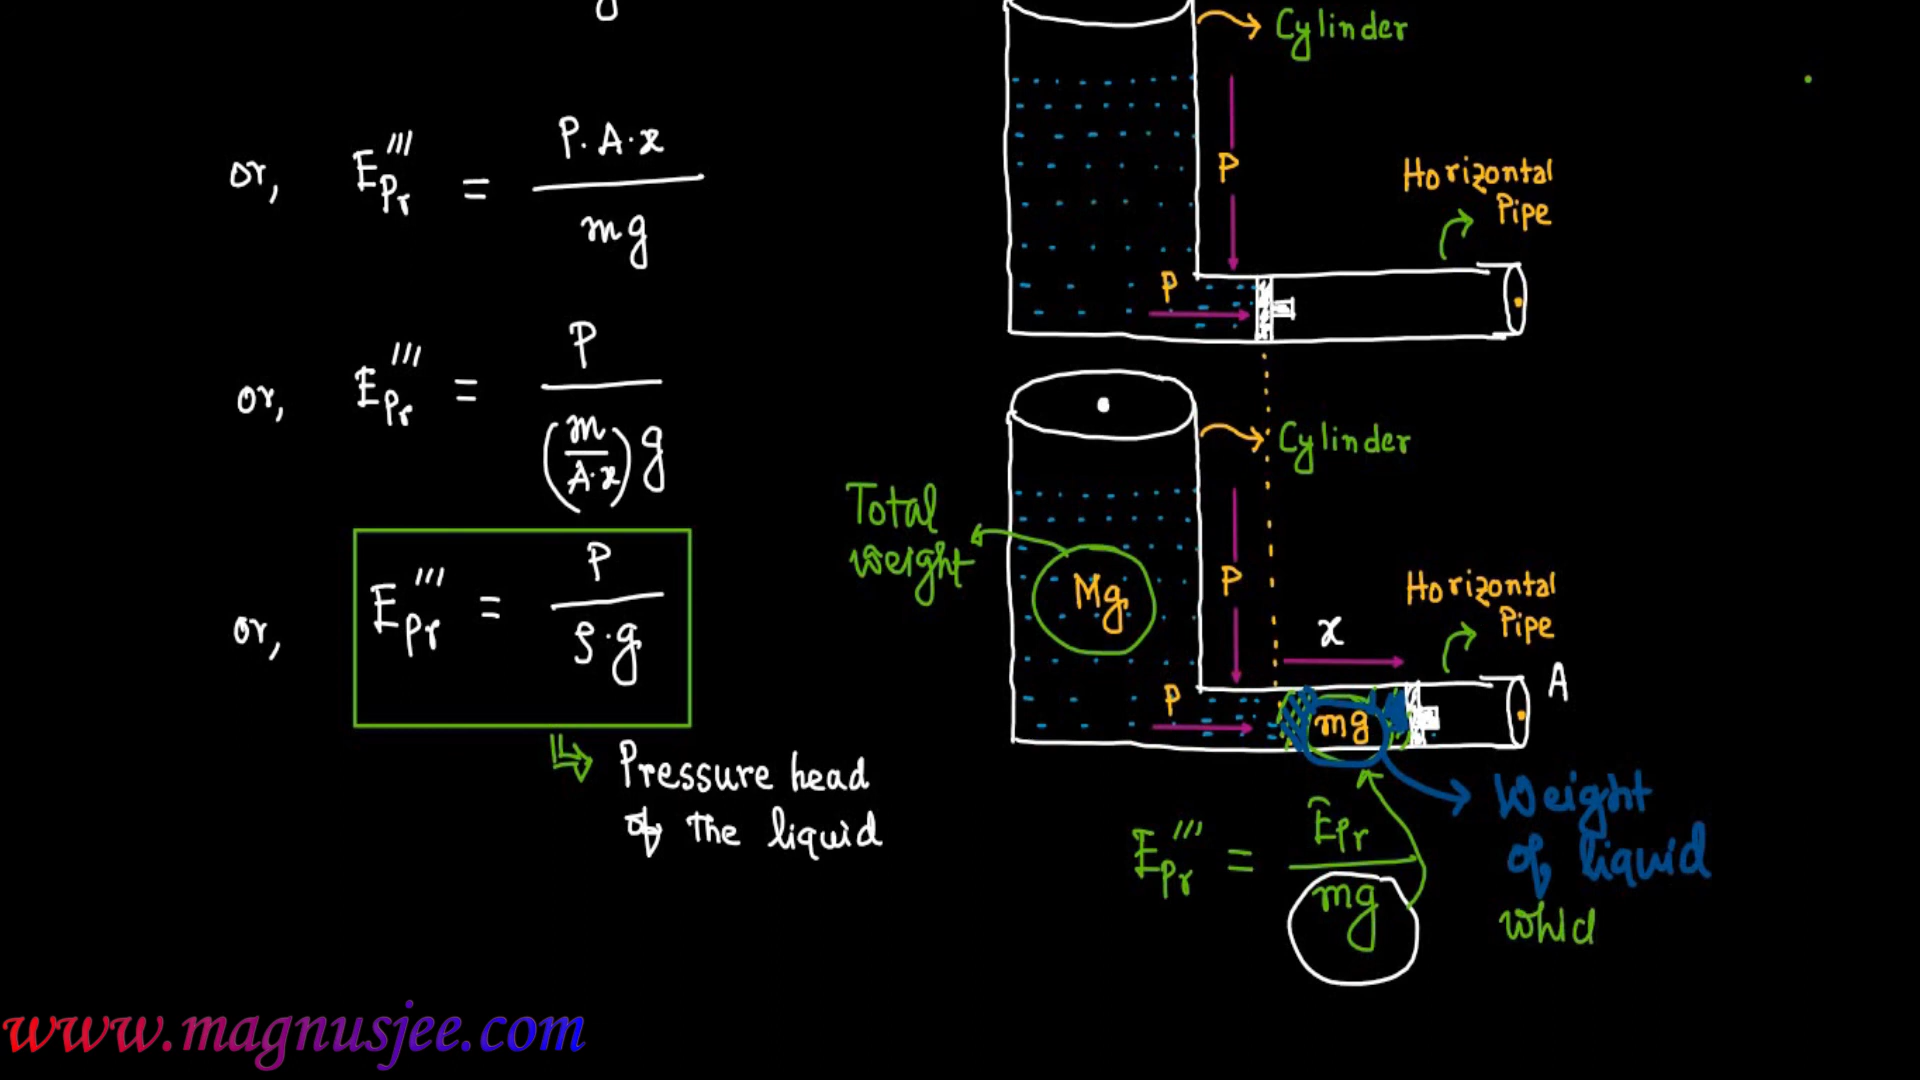 or, E‴Pr = P.A.x / mg
or, E‴Pr = P / (m/A.x) g
or, E‴Pr = P / ρ.g
Pressure head
of the liquid
Cylinder
P
Horizontal
Pipe
P
Cylinder
Total
weight
Mg
P
x
Horizontal
Pipe
A
P
mg
Weight
of liquid
whic
E‴Pr = EPr / mg
www.magnusjee.com